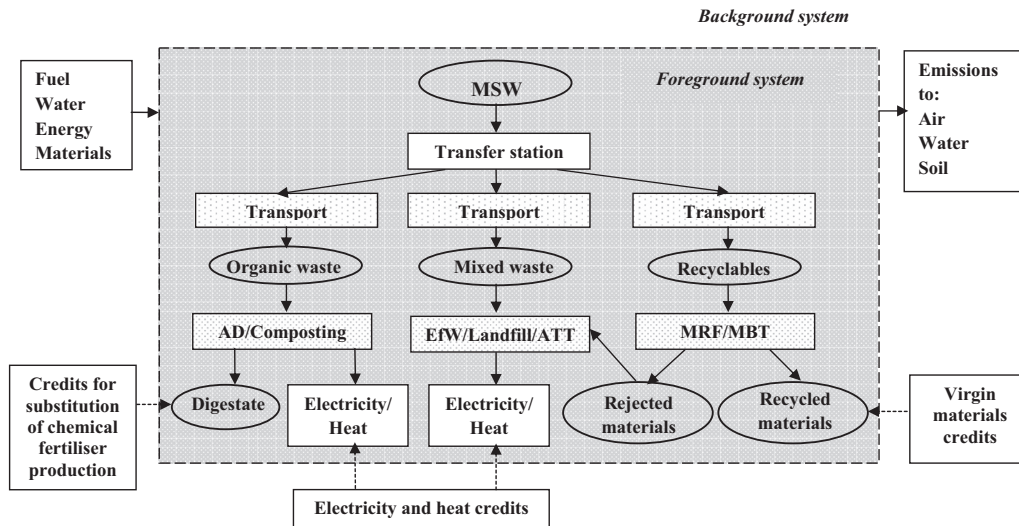 Background system
Foreground system
Fuel
Water
Energy
Materials
MSW
Emissions
to:
Air
Water
Soil
Transfer station
Transport
Transport
Transport
Organic waste
Mixed waste
Recyclables
AD/Composting
EfW/Landfill/ATT
MRF/MBT
Credits for
substitution
of chemical
fertiliser
production
Digestate
Electricity/
Heat
Electricity/
Heat
Rejected
materials
Recycled
materials
Virgin
materials
credits
Electricity and heat credits